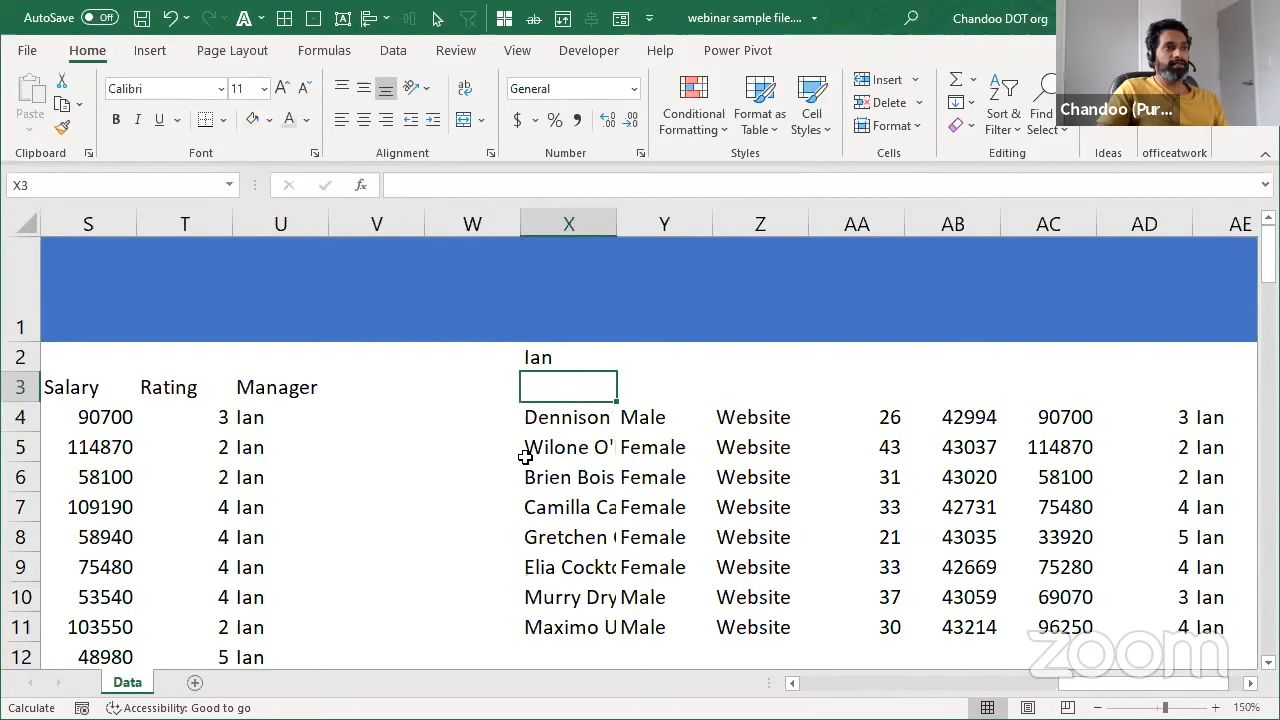 AutoSave Off webinar sample file.... Chandoo DOT org
File Home Insert Page Layout Formulas Data Review View Developer Help Power Pivot
Chandoo (Pur...
Paste Calibri 11 General Conditional Formatting Format as Table Cell Styles Insert Delete Format Sort & Filter Find Select
Clipboard Font Alignment Number Styles Cells Editing Ideas officeatwork
X3 fx
S T U V W X Y Z AA AB AC AD AE
1
2 Ian
3 Salary Rating Manager
4 90700 3 Ian Dennison Male Website 26 42994 90700 3 Ian
5 114870 2 Ian Wilone O' Female Website 43 43037 114870 2 Ian
6 58100 2 Ian Brien Bois Female Website 31 43020 58100 2 Ian
7 109190 4 Ian Camilla Ca Female Website 33 42731 75480 4 Ian
8 58940 4 Ian Gretchen Female Website 21 43035 33920 5 Ian
9 75480 4 Ian Elia Cockto Female Website 33 42669 75280 4 Ian
10 53540 4 Ian Murry Dry Male Website 37 43059 69070 3 Ian
11 103550 2 Ian Maximo U Male Website 30 43214 96250 4 Ian
12 48980 5 Ian
zoom
Data
Calculate Accessibility: Good to go 150%